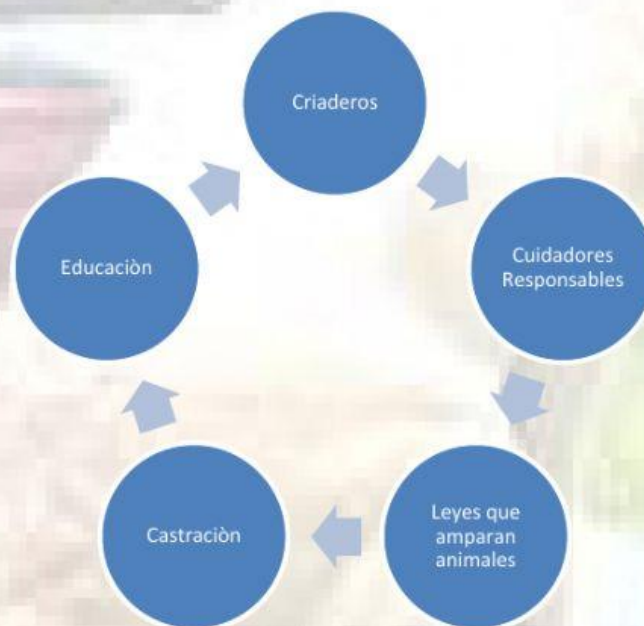 Criaderos
Cuidadores
Responsables
Leyes que
amparan
animales
Castraciòn
Educaciòn